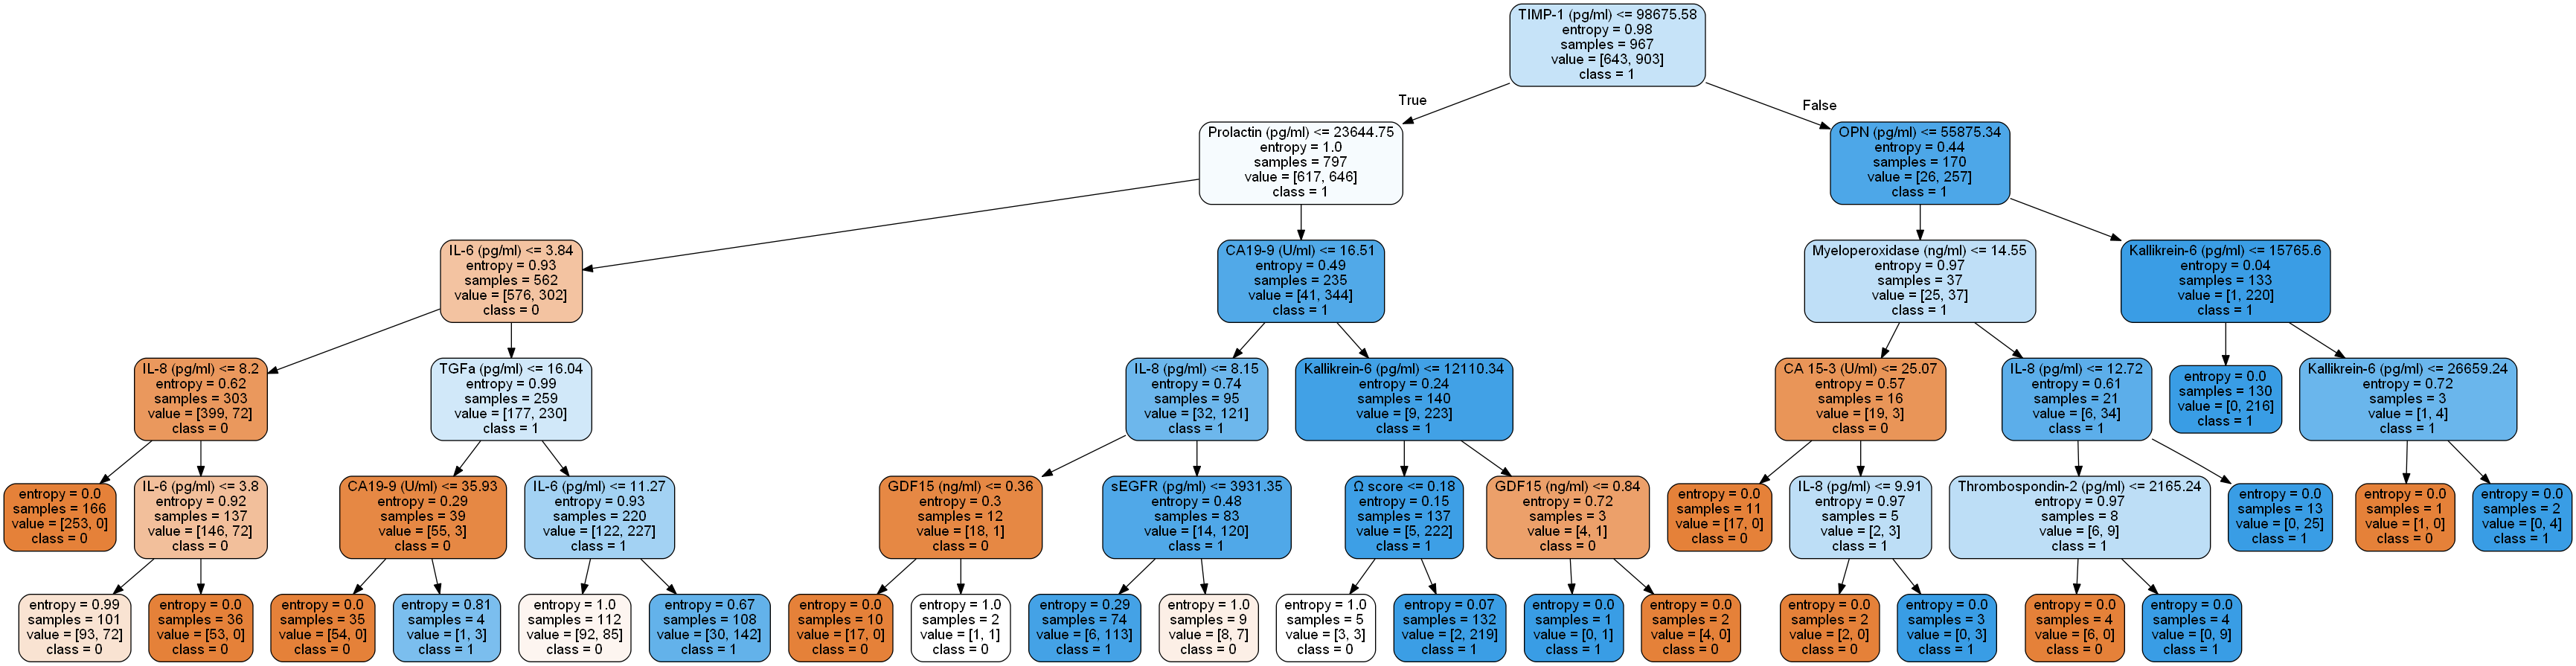 TIMP-1 (pg/ml) <= 98675.58
entropy = 0.98
samples = 967
value = [643, 903]
class = 1
True
False
Prolactin (pg/ml) <= 23644.75
entropy = 1.0
samples = 797
value = [617, 646]
class = 1
OPN (pg/ml) <= 55875.34
entropy = 0.44
samples = 170
value = [26, 257]
class = 1
IL-6 (pg/ml) <= 3.84
entropy = 0.93
samples = 562
value = [576, 302]
class = 0
CA19-9 (U/ml) <= 16.51
entropy = 0.49
samples = 235
value = [41, 344]
class = 1
Myeloperoxidase (ng/ml) <= 14.55
entropy = 0.97
samples = 37
value = [25, 37]
class = 1
Kallikrein-6 (pg/ml) <= 15765.6
entropy = 0.04
samples = 133
value = [1, 220]
class = 1
IL-8 (pg/ml) <= 8.2
entropy = 0.62
samples = 303
value = [399, 72]
class = 0
TGFa (pg/ml) <= 16.04
entropy = 0.99
samples = 259
value = [177, 230]
class = 1
IL-8 (pg/ml) <= 8.15
entropy = 0.74
samples = 95
value = [32, 121]
class = 1
Kallikrein-6 (pg/ml) <= 12110.34
entropy = 0.24
samples = 140
value = [9, 223]
class = 1
CA 15-3 (U/ml) <= 25.07
entropy = 0.57
samples = 16
value = [19, 3]
class = 0
IL-8 (pg/ml) <= 12.72
entropy = 0.61
samples = 21
value = [6, 34]
class = 1
entropy = 0.0
samples = 130
value = [0, 216]
class = 1
Kallikrein-6 (pg/ml) <= 26659.24
entropy = 0.72
samples = 3
value = [1, 4]
class = 1
entropy = 0.0
samples = 166
value = [253, 0]
class = 0
IL-6 (pg/ml) <= 3.8
entropy = 0.92
samples = 137
value = [146, 72]
class = 0
CA19-9 (U/ml) <= 35.93
entropy = 0.29
samples = 39
value = [55, 3]
class = 0
IL-6 (pg/ml) <= 11.27
entropy = 0.93
samples = 220
value = [122, 227]
class = 1
GDF15 (ng/ml) <= 0.36
entropy = 0.3
samples = 12
value = [18, 1]
class = 0
sEGFR (pg/ml) <= 3931.35
entropy = 0.48
samples = 83
value = [14, 120]
class = 1
Ω score <= 0.18
entropy = 0.15
samples = 137
value = [5, 222]
class = 1
GDF15 (ng/ml) <= 0.84
entropy = 0.72
samples = 3
value = [4, 1]
class = 0
entropy = 0.0
samples = 11
value = [17, 0]
class = 0
IL-8 (pg/ml) <= 9.91
entropy = 0.97
samples = 5
value = [2, 3]
class = 1
Thrombospondin-2 (pg/ml) <= 2165.24
entropy = 0.97
samples = 8
value = [6, 9]
class = 1
entropy = 0.0
samples = 13
value = [0, 25]
class = 1
entropy = 0.0
samples = 1
value = [1, 0]
class = 0
entropy = 0.0
samples = 2
value = [0, 4]
class = 1
entropy = 0.99
samples = 101
value = [93, 72]
class = 0
entropy = 0.0
samples = 36
value = [53, 0]
class = 0
entropy = 0.0
samples = 35
value = [54, 0]
class = 0
entropy = 0.81
samples = 4
value = [1, 3]
class = 1
entropy = 1.0
samples = 112
value = [92, 85]
class = 0
entropy = 0.67
samples = 108
value = [30, 142]
class = 1
entropy = 0.0
samples = 10
value = [17, 0]
class = 0
entropy = 1.0
samples = 2
value = [1, 1]
class = 0
entropy = 0.29
samples = 74
value = [6, 113]
class = 1
entropy = 1.0
samples = 9
value = [8, 7]
class = 0
entropy = 1.0
samples = 5
value = [3, 3]
class = 0
entropy = 0.07
samples = 132
value = [2, 219]
class = 1
entropy = 0.0
samples = 1
value = [0, 1]
class = 1
entropy = 0.0
samples = 2
value = [4, 0]
class = 0
entropy = 0.0
samples = 2
value = [2, 0]
class = 0
entropy = 0.0
samples = 3
value = [0, 3]
class = 1
entropy = 0.0
samples = 4
value = [6, 0]
class = 0
entropy = 0.0
samples = 4
value = [0, 9]
class = 1